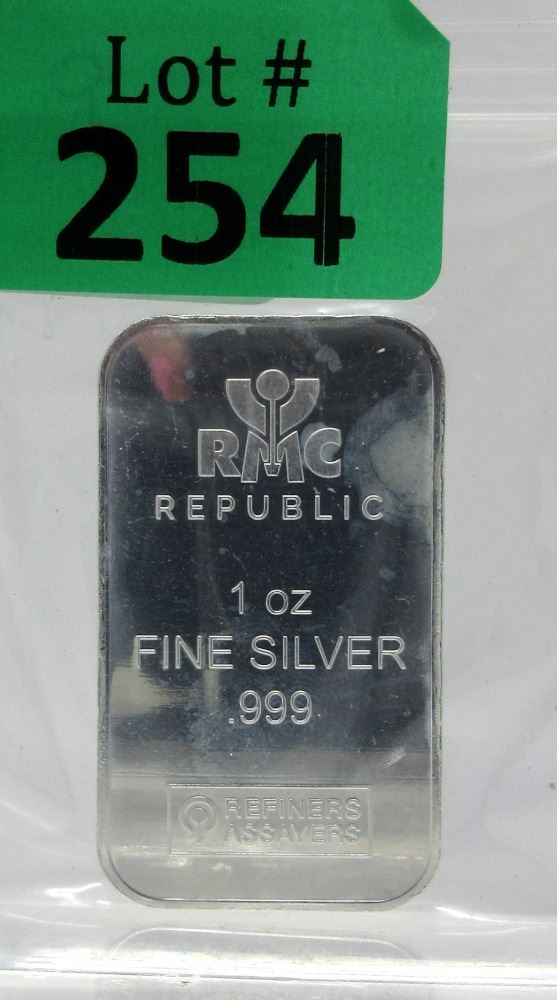 Lot #
254
RMC
REPUBLIC
1 oz
FINE SILVER
.999
REFINERS
ASSAYERS